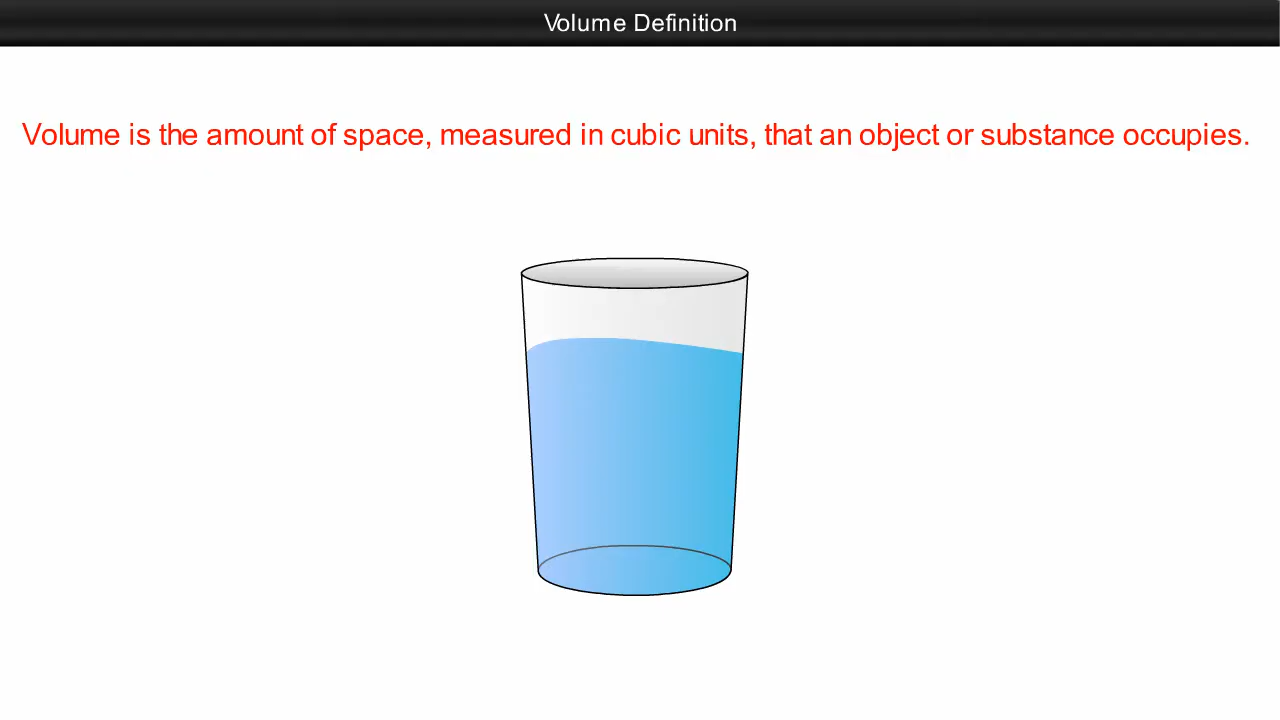 Volume Definition
Volume is the amount of space, measured in cubic units, that an object or substance occupies.